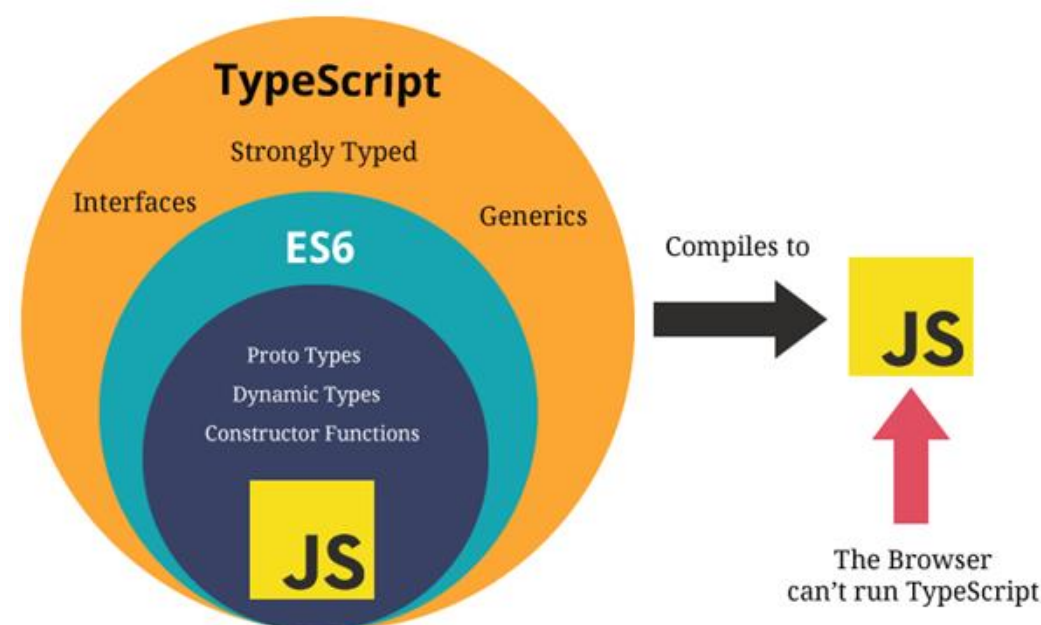 TypeScript
Strongly Typed
Interfaces
Generics
ES6
Proto Types
Dynamic Types
Constructor Functions
JS
Compiles to
JS
The Browser
can’t run TypeScript